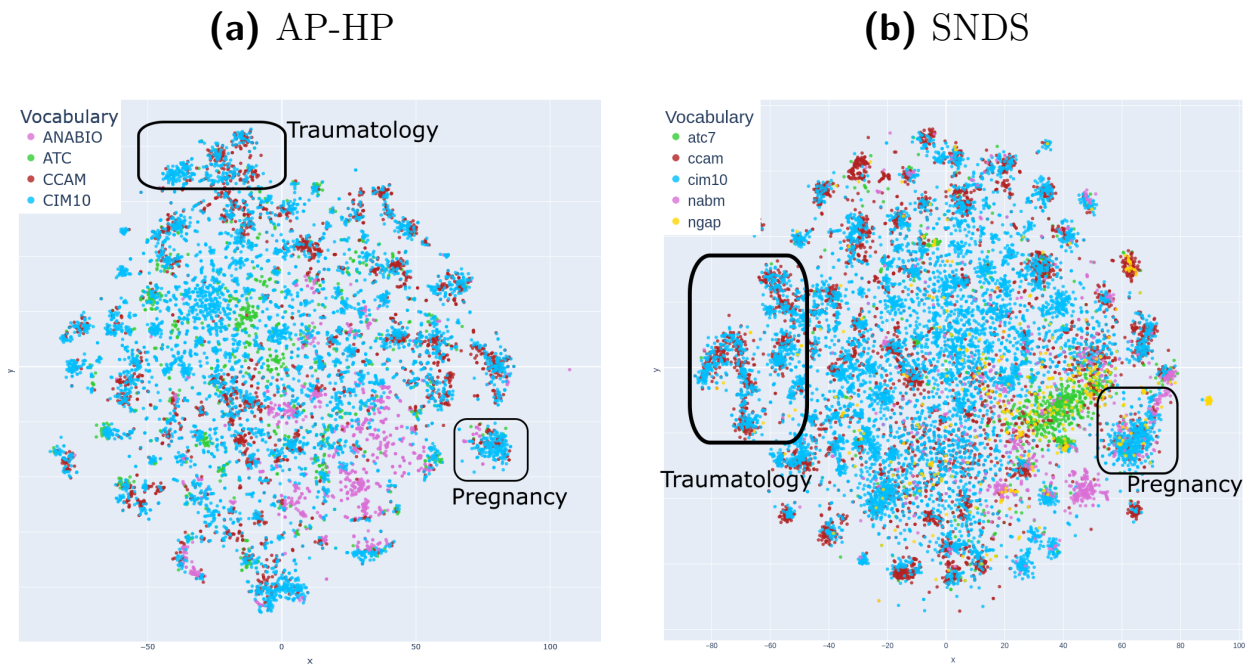 (a) AP-HP
(b) SNDS
Vocabulary
ANABIO
ATC
CCAM
CIM10
Traumatology
Pregnancy
y
−50
0
50
100
x
Vocabulary
atc7
ccam
cim10
nabm
ngap
Traumatology
Pregnancy
y
−80
−60
−40
−20
0
20
40
60
80
100
x